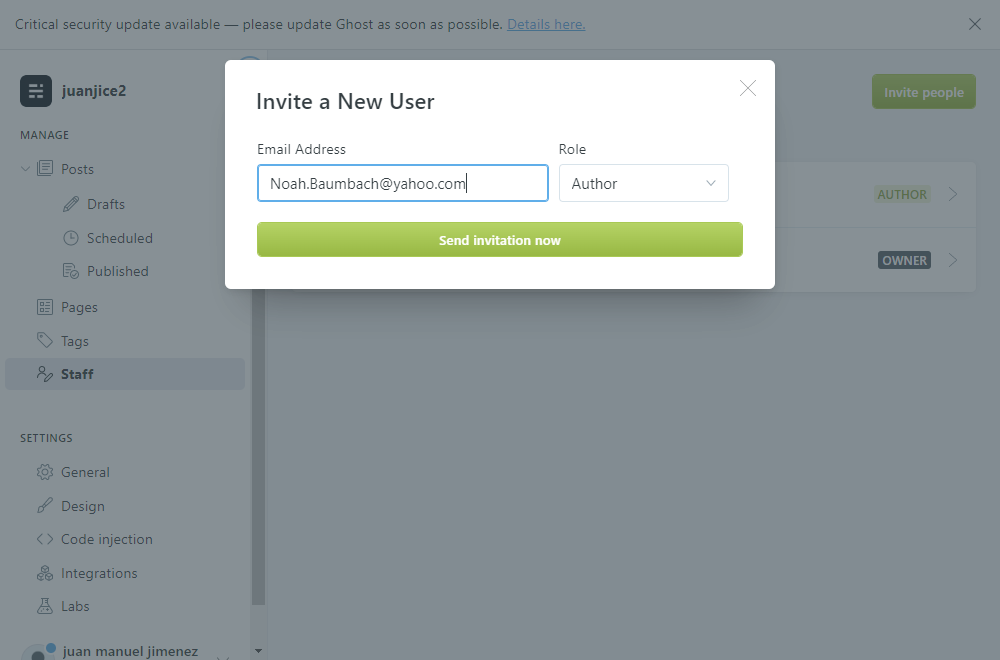 Critical security update available — please update Ghost as soon as possible. Details here.
juanjice2
Invite people
MANAGE
Posts
Drafts
Scheduled
Published
Pages
Tags
Staff
SETTINGS
General
Design
Code injection
Integrations
Labs
juan manuel jimenez
Invite a New User
Email Address
Role
Noah.Baumbach@yahoo.com
Author
Send invitation now
AUTHOR
OWNER